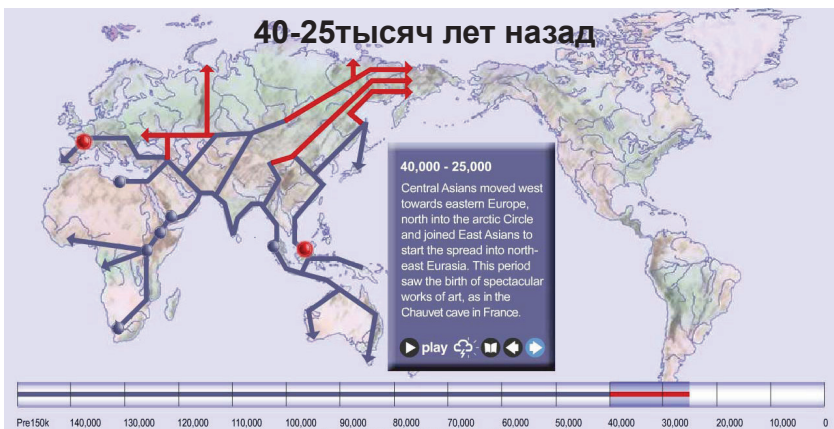 40-25тысяч лет назад
40,000 - 25,000
Central Asians moved west
towards eastern Europe,
north into the arctic Circle
and joined East Asians to
start the spread into north-
east Eurasia. This period
saw the birth of spectacular
works of art, as in the
Chauvet cave in France.
play
Pre150k 140,000 130,000 120,000 110,000 100,000 90,000 80,000 70,000 60,000 50,000 40,000 30,000 20,000 10,000 0